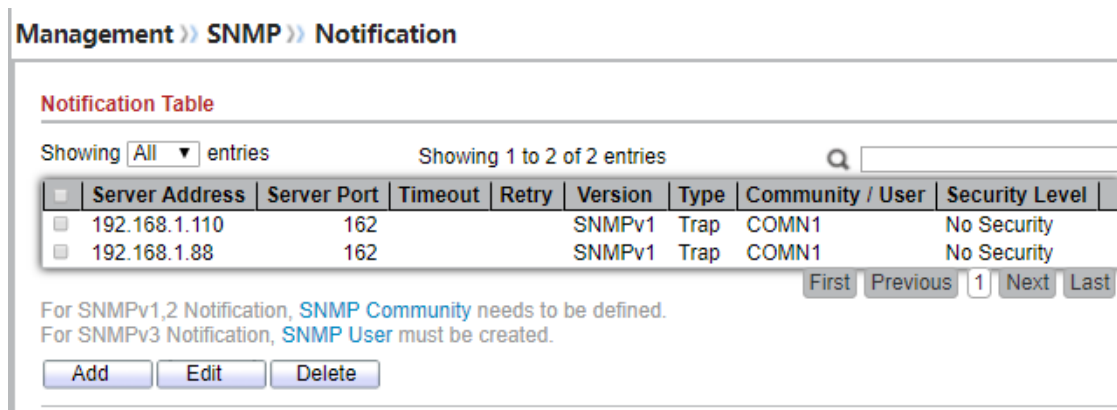 Management » SNMP » Notification
Notification Table
Showing All ▼ entries Showing 1 to 2 of 2 entries
Server Address Server Port Timeout Retry Version Type Community / User Security Level
192.168.1.110 162 SNMPv1 Trap COMN1 No Security
192.168.1.88 162 SNMPv1 Trap COMN1 No Security
First Previous 1 Next Last
For SNMPv1,2 Notification, SNMP Community needs to be defined.
For SNMPv3 Notification, SNMP User must be created.
Add Edit Delete